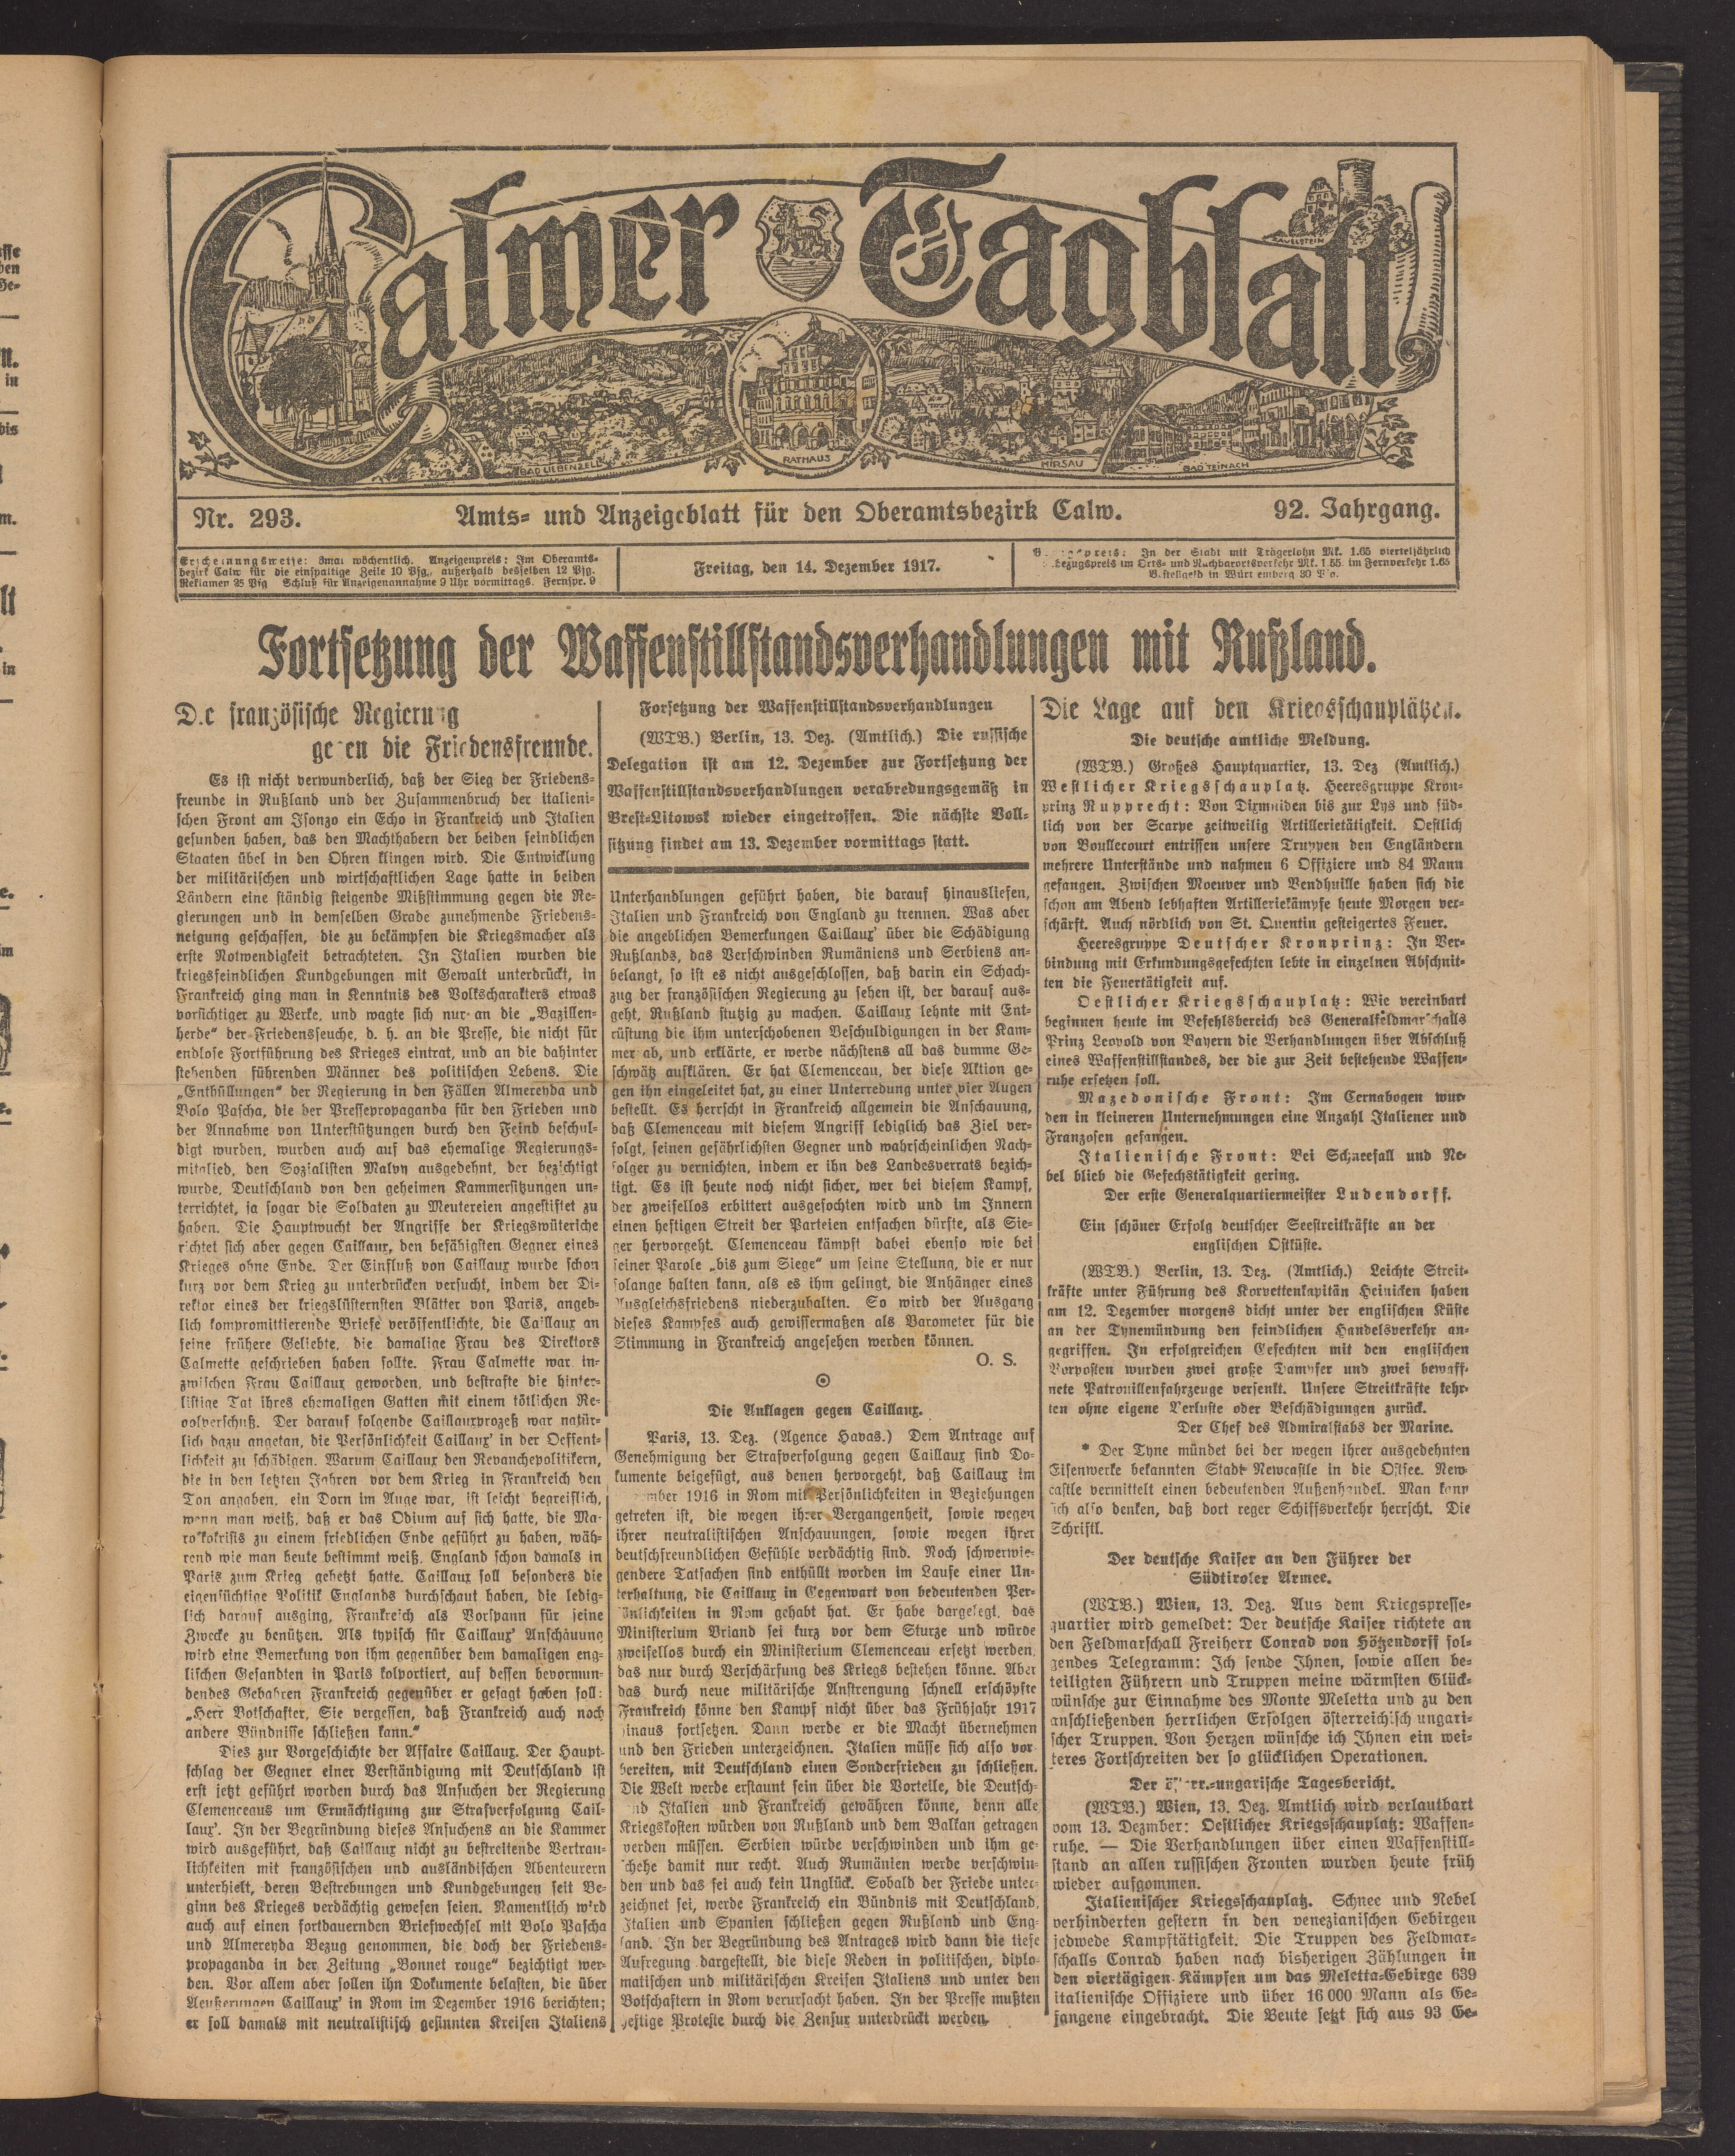 Calwer Tagblatt
ZAVELSTEIN
BAD LIEBENZELL
RATHAUS
HIRSAU
BAD TEINACH
Nr. 293.
Amts- und Anzeigeblatt für den Oberamtsbezirk Calw.
92. Jahrgang.
Erscheinungsweise: 6mal wöchentlich. Anzeigenpreis: Im Oberamts-
bezirk Calw für die einspaltige Zeile 10 Pfg., außerhalb desselben 12 Pfg.
Reklamen 25 Pfg Schluß für Anzeigenannahme 9 Uhr vormittags. Fernspr. 9
Freitag, den 14. Dezember 1917.
In der Stadt mit Trägerlohn Mk. 1.65 vierteljährlich
bezugspreis im Orts- und Nachbarortsverkehr Mk. 1.55. im Fernverkehr 1.65
Bestellgeld in Württemberg 30 Pfg.
Fortsetzung der Waffenstillstandsverhandlungen mit Rußland.
D.e französische Regierung
gegen die Friedensfreunde.
Es ist nicht verwunderlich, daß der Sieg der Friedens-
freunde in Rußland und der Zusammenbruch der italieni-
schen Front am Isonzo ein Echo in Frankreich und Italien
gefunden haben, das den Machthabern der beiden feindlichen
Staaten übel in den Ohren klingen wird. Die Entwicklung
der militärischen und wirtschaftlichen Lage hatte in beiden
Ländern eine ständig steigende Mißstimmung gegen die Re-
gierungen und in demselben Grade zunehmende Friedens-
neigung geschaffen, die zu bekämpfen die Kriegsmacher als
erste Notwendigkeit betrachteten. In Italien wurden die
kriegsfeindlichen Kundgebungen mit Gewalt unterdrückt, in
Frankreich ging man in Kenntnis des Volkscharakters etwas
vorsichtiger zu Werke, und wagte sich nur an die „Bazillen-
herde“ der Friedensseuche, d. h. an die Presse, die nicht für
endlose Fortführung des Krieges eintrat, und an die dahinter
stehenden führenden Männer des politischen Lebens. Die
„Enthüllungen“ der Regierung in den Fällen Almereyda und
Bolo Pascha, die der Pressepropaganda für den Frieden und
der Annahme von Unterstützungen durch den Feind beschul-
digt wurden, wurden auch auf das ehemalige Regierungs-
mitglied, den Sozialisten Malvy ausgedehnt, der bezichtigt
wurde, Deutschland von den geheimen Kammersitzungen un-
terrichtet, ja sogar die Soldaten zu Meutereien angestiftet zu
haben. Die Hauptwucht der Angriffe der Kriegswüteriche
richtet sich aber gegen Caillaux, den befähigsten Gegner eines
Krieges ohne Ende. Der Einfluß von Caillaux wurde schon
kurz vor dem Krieg zu unterdrücken versucht, indem der Di-
rektor eines der kriegslüsternsten Blätter von Paris, angeb-
lich kompromittierende Briefe veröffentlichte, die Caillaux an
seine frühere Geliebte, die damalige Frau des Direktors
Calmette geschrieben haben sollte. Frau Calmette war in-
zwischen Frau Caillaux geworden, und bestrafte die hinter-
listige Tat ihres ehemaligen Gatten mit einem tötlichen Re-
volverschuß. Der darauf folgende Caillauxprozeß war natür-
lich dazu angetan, die Persönlichkeit Caillaux' in der Oeffent-
lichkeit zu schädigen. Warum Caillaux den Revanchepolitikern,
die in den letzten Jahren vor dem Krieg in Frankreich den
Ton angaben, ein Dorn im Auge war, ist leicht begreiflich,
wenn man weiß, daß er das Odium auf sich hatte, die Ma-
rokkokrisis zu einem friedlichen Ende geführt zu haben, wäh-
rend wie man heute bestimmt weiß, England schon damals in
Paris zum Krieg gehetzt hatte. Caillaux soll besonders die
eigensüchtige Politik Englands durchschaut haben, die ledig-
lich darauf ausging, Frankreich als Vorspann für seine
Zwecke zu benützen. Als typisch für Caillaux' Anschauung
wird eine Bemerkung von ihm gegenüber dem damaligen eng-
lischen Gesandten in Paris kolportiert, auf dessen bevormun-
dendes Gebahren Frankreich gegenüber er gesagt haben soll:
„Herr Botschafter, Sie vergessen, daß Frankreich auch noch
andere Bündnisse schließen kann.“
Dies zur Vorgeschichte der Affaire Caillaux. Der Haupt-
schlag der Gegner einer Verständigung mit Deutschland ist
erst jetzt geführt worden durch das Ansuchen der Regierung
Clemenceaus um Ermächtigung zur Strafverfolgung Cail-
laux'. In der Begründung dieses Ansuchens an die Kammer
wird ausgeführt, daß Caillaux nicht zu bestreitende Vertrau-
lichkeiten mit französischen und ausländischen Abenteurern
unterhielt, deren Bestrebungen und Kundgebungen seit Be-
ginn des Krieges verdächtig gewesen seien. Namentlich wird
auch auf einen fortdauernden Briefwechsel mit Bolo Pascha
und Almereyda Bezug genommen, die doch der Friedens-
propaganda in der Zeitung „Bonnet rouge“ bezichtigt wer-
den. Vor allem aber sollen ihn Dokumente belasten, die über
Aeußerungen Caillaux' in Rom im Dezember 1916 berichten;
er soll damals mit neutralistisch gesinnten Kreisen Italiens
Forsetzung der Waffenstillstandsverhandlungen
(WTB.) Berlin, 13. Dez. (Amtlich.) Die russische
Delegation ist am 12. Dezember zur Fortsetzung der
Waffenstillstandsverhandlungen verabredungsgemäß in
Brest-Litowsk wieder eingetroffen. Die nächste Voll-
sitzung findet am 13. Dezember vormittags statt.
Unterhandlungen geführt haben, die darauf hinausliefen,
Italien und Frankreich von England zu trennen. Was aber
die angeblichen Bemerkungen Caillaux' über die Schädigung
Rußlands, das Verschwinden Rumäniens und Serbiens an-
belangt, so ist es nicht ausgeschlossen, daß darin ein Schach-
zug der französischen Regierung zu sehen ist, der darauf aus-
geht, Rußland stutzig zu machen. Caillaux lehnte mit Ent-
rüstung die ihm unterschobenen Beschuldigungen in der Kam-
mer ab, und erklärte, er werde nächstens all das dumme Ge-
schwätz aufklären. Er hat Clemenceau, der diese Aktion ge-
gen ihn eingeleitet hat, zu einer Unterredung unter vier Augen
bestellt. Es herrscht in Frankreich allgemein die Anschauung,
daß Clemenceau mit diesem Angriff lediglich das Ziel ver-
folgt, seinen gefährlichsten Gegner und wahrscheinlichen Nach-
folger zu vernichten, indem er ihn des Landesverrats bezich-
tigt. Es ist heute noch nicht sicher, wer bei diesem Kampf,
der zweifellos erbittert ausgefochten wird und im Innern
einen heftigen Streit der Parteien entfachen dürfte, als Sie-
ger hervorgeht. Clemenceau kämpft dabei ebenso wie bei
seiner Parole „bis zum Siege“ um seine Stellung, die er nur
solange halten kann, als es ihm gelingt, die Anhänger eines
Ausgleichsfriedens niederzuhalten. So wird der Ausgang
dieses Kampfes auch gewissermaßen als Barometer für die
Stimmung in Frankreich angesehen werden können.
O. S.
Die Anklagen gegen Caillaux.
Paris, 13. Dez. (Agence Havas.) Dem Antrage auf
Genehmigung der Strafverfolgung gegen Caillaux sind Do-
kumente beigefügt, aus denen hervorgeht, daß Caillaux im
mber 1916 in Rom mit Persönlichkeiten in Beziehungen
getreten ist, die wegen ihrer Vergangenheit, sowie wegen
ihrer neutralistischen Anschauungen, sowie wegen ihrer
deutschfreundlichen Gefühle verdächtig sind. Noch schwerwie-
gendere Tatsachen sind enthüllt worden im Laufe einer Un-
terhaltung, die Caillaux in Gegenwart von bedeutenden Per-
sönlichkeiten in Rom gehabt hat. Er habe dargelegt, das
Ministerium Briand sei kurz vor dem Sturze und würde
zweifellos durch ein Ministerium Clemenceau ersetzt werden,
das nur durch Verschärfung des Kriegs bestehen könne. Aber
das durch neue militärische Anstrengung schnell erschöpfte
Frankreich könne den Kampf nicht über das Frühjahr 1917
hinaus fortsetzen. Dann werde er die Macht übernehmen
und den Frieden unterzeichnen. Italien müsse sich also vor-
bereiten, mit Deutschland einen Sonderfrieden zu schließen.
Die Welt werde erstaunt sein über die Vorteile, die Deutsch-
nd Italien und Frankreich gewähren könne, denn alle
Kriegskosten würden von Rußland und dem Balkan getragen
werden müssen. Serbien würde verschwinden und ihm ge-
schehe damit nur recht. Auch Rumänien werde verschwin-
den und das sei auch kein Unglück. Sobald der Friede unter-
zeichnet sei, werde Frankreich ein Bündnis mit Deutschland,
Italien und Spanien schließen gegen Rußland und Eng-
land. In der Begründung des Antrages wird dann die tiefe
Aufregung dargestellt, die diese Reden in politischen, diplo-
matischen und militärischen Kreisen Italiens und unter den
Botschaftern in Rom verursacht haben. In der Presse mußten
heftige Proteste durch die Zensur unterdrückt werden.
Die Lage auf den Kriegsschauplätzen.
Die deutsche amtliche Meldung.
(WTB.) Großes Hauptquartier, 13. Dez (Amtlich.)
Westlicher Kriegsschauplatz. Heeresgruppe Kron-
prinz Rupprecht: Von Dixmuiden bis zur Lys und süd-
lich von der Scarpe zeitweilig Artillerietätigkeit. Oestlich
von Boullecourt entrissen unsere Truppen den Engländern
mehrere Unterstände und nahmen 6 Offiziere und 84 Mann
gefangen. Zwischen Moeuver und Vendhuille haben sich die
schon am Abend lebhaften Artilleriekämpfe heute Morgen ver-
schärft. Auch nördlich von St. Quentin gesteigertes Feuer.
Heeresgruppe Deutscher Kronprinz: In Ver-
bindung mit Erkundungsgefechten lebte in einzelnen Abschnit-
ten die Feuertätigkeit auf.
Oestlicher Kriegsschauplatz: Wie vereinbart
beginnen heute im Befehlsbereich des Generalfeldmarschalls
Prinz Leopold von Bayern die Verhandlungen über Abschluß
eines Waffenstillstandes, der die zur Zeit bestehende Waffen-
ruhe ersetzen soll.
Mazedonische Front: Im Cernabogen wur-
den in kleineren Unternehmungen eine Anzahl Italiener und
Franzosen gefangen.
Italienische Front: Bei Schneefall und Ne-
bel blieb die Gefechstätigkeit gering.
Der erste Generalquartiermeister Ludendorff.
Ein schöner Erfolg deutscher Seestreitkräfte an der
englischen Ostküste.
(WTB.) Berlin, 13. Dez. (Amtlich.) Leichte Streit-
kräfte unter Führung des Korvettenkapitän Heinicken haben
am 12. Dezember morgens dicht unter der englischen Küste
an der Tynemündung den feindlichen Handelsverkehr an-
gegriffen. In erfolgreichen Gefechten mit den englischen
Vorposten wurden zwei große Dampfer und zwei bewaff-
nete Patrouillenfahrzeuge versenkt. Unsere Streitkräfte kehr-
ten ohne eigene Verluste oder Beschädigungen zurück.
Der Chef des Admiralstabs der Marine.
* Der Tyne mündet bei der wegen ihrer ausgedehnten
Eisenwerke bekannten Stadt Newcastle in die Ostsee. New-
castle vermittelt einen bedeutenden Außenhandel. Man kann
sich also denken, daß dort reger Schiffsverkehr herrscht. Die
Schriftl.
Der deutsche Kaiser an den Führer der
Südtiroler Armee.
(WTB.) Wien, 13. Dez. Aus dem Kriegspresse-
quartier wird gemeldet: Der deutsche Kaiser richtete an
den Feldmarschall Freiherr Conrad von Hötzendorff fol-
gendes Telegramm: Ich sende Ihnen, sowie allen be-
teiligten Führern und Truppen meine wärmsten Glück-
wünsche zur Einnahme des Monte Meletta und zu den
anschließenden herrlichen Erfolgen österreichisch ungari-
scher Truppen. Von Herzen wünsche ich Ihnen ein wei-
teres Fortschreiten der so glücklichen Operationen.
Der österr.-ungarische Tagesbericht.
(WTB.) Wien, 13. Dez. Amtlich wird verlautbart
vom 13. Dezmber: Oestlicher Kriegsschauplatz: Waffen-
ruhe. — Die Verhandlungen über einen Waffenstill-
stand an allen russischen Fronten wurden heute früh
wieder aufgommen.
Italienischer Kriegsschauplatz. Schnee und Nebel
verhinderten gestern in den venezianischen Gebirgen
jedwede Kampftätigkeit. Die Truppen des Feldmar-
schalls Conrad haben nach bisherigen Zählungen in
den viertägigen Kämpfen um das Meletta-Gebirge 639
italienische Offiziere und über 16 000 Mann als Ge-
fangene eingebracht. Die Beute setzt sich aus 93 Ge-